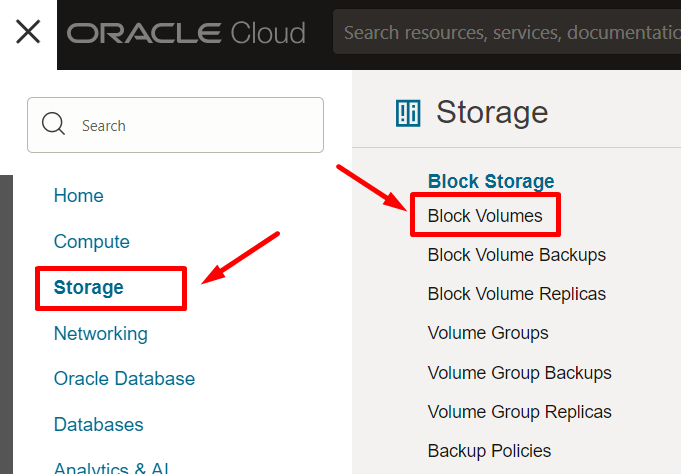 ORACLE Cloud
Search resources, services, documentatio
Search
Home
Compute
Storage
Networking
Oracle Database
Databases
Analytics & AI
Storage
Block Storage
Block Volumes
Block Volume Backups
Block Volume Replicas
Volume Groups
Volume Group Backups
Volume Group Replicas
Backup Policies